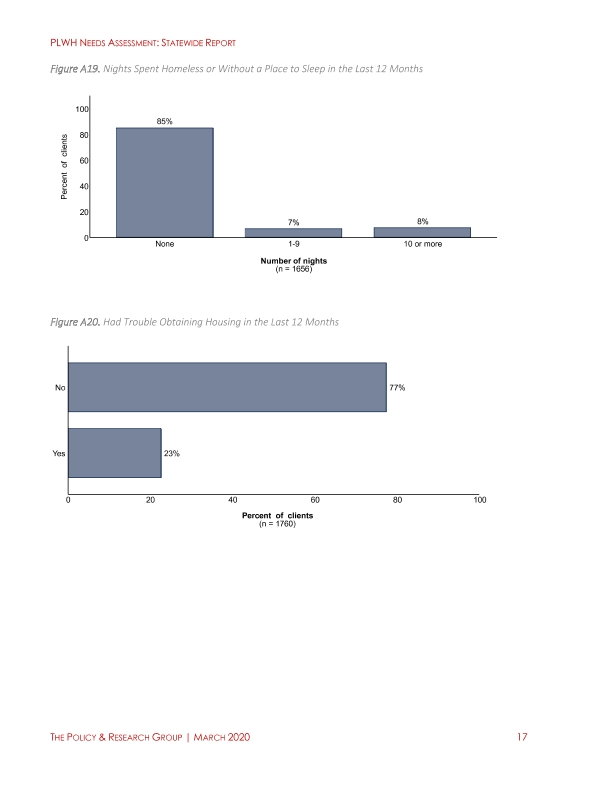 PLWH NEEDS ASSESSMENT: STATEWIDE REPORT
Figure A19. Nights Spent Homeless or Without a Place to Sleep in the Last 12 Months
100
80
60
40
20
0
Percent of clients
85%
7%
8%
None 1-9 10 or more
Number of nights
(n = 1656)
Figure A20. Had Trouble Obtaining Housing in the Last 12 Months
No 77%
Yes 23%
0 20 40 60 80 100
Percent of clients
(n = 1760)
THE POLICY & RESEARCH GROUP | MARCH 2020 17